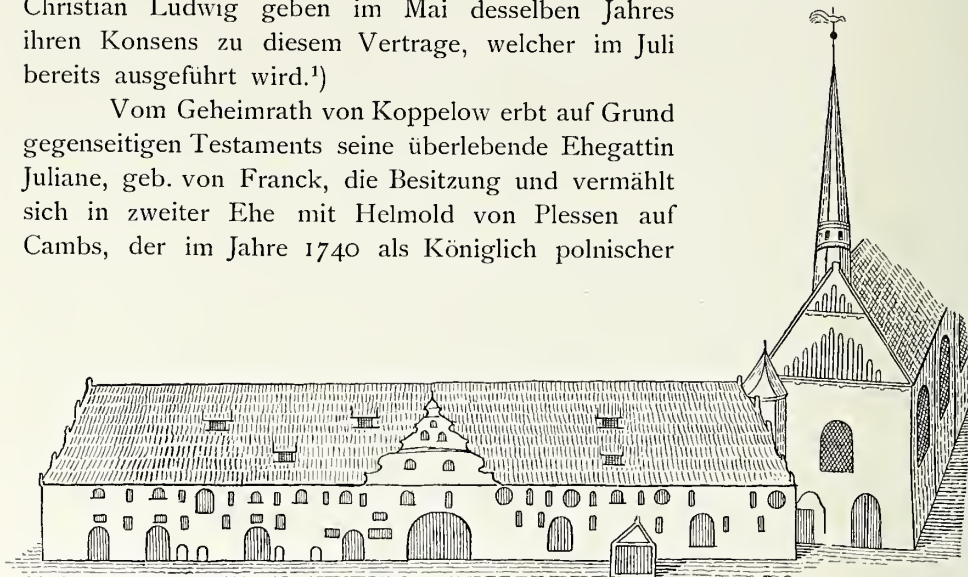 Christian Ludwig geben im Mai desselben Jahres
ihren Konsens zu diesem Vertrage, welcher im Juli
bereits ausgeführt wird.¹)
Vom Geheimrath von Koppelow erbt auf Grund
gegenseitigen Testaments seine überlebende Ehegattin
Juliane, geb. von Franck, die Besitzung und vermählt
sich in zweiter Ehe mit Helmold von Plessen auf
Cambs, der im Jahre 1740 als Königlich polnischer